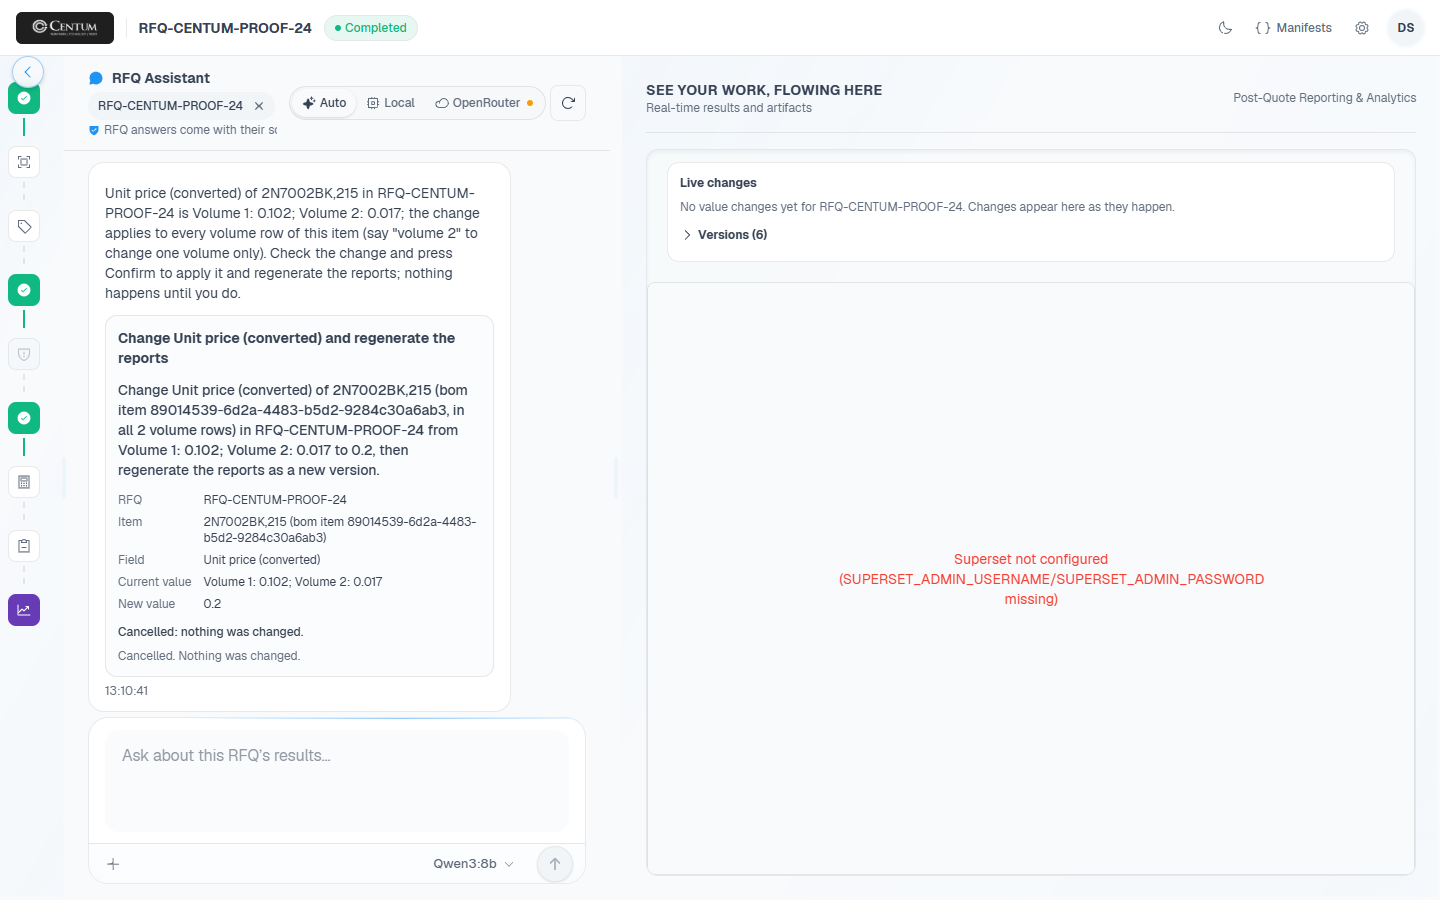 CENTUM
RFQ-CENTUM-PROOF-24
Completed
{ } Manifests
DS
RFQ Assistant
RFQ-CENTUM-PROOF-24 ×
Auto
Local
OpenRouter
RFQ answers come with their sc
Unit price (converted) of 2N7002BK,215 in RFQ-CENTUM-
PROOF-24 is Volume 1: 0.102; Volume 2: 0.017; the change
applies to every volume row of this item (say "volume 2" to
change one volume only). Check the change and press
Confirm to apply it and regenerate the reports; nothing
happens until you do.
Change Unit price (converted) and regenerate the
reports
Change Unit price (converted) of 2N7002BK,215 (bom
item 89014539-6d2a-4483-b5d2-9284c30a6ab3, in
all 2 volume rows) in RFQ-CENTUM-PROOF-24 from
Volume 1: 0.102; Volume 2: 0.017 to 0.2, then
regenerate the reports as a new version.
RFQ RFQ-CENTUM-PROOF-24
Item 2N7002BK,215 (bom item 89014539-6d2a-4483-
b5d2-9284c30a6ab3)
Field Unit price (converted)
Current value Volume 1: 0.102; Volume 2: 0.017
New value 0.2
Cancelled: nothing was changed.
Cancelled. Nothing was changed.
13:10:41
Ask about this RFQ's results...
Qwen3:8b
SEE YOUR WORK, FLOWING HERE
Real-time results and artifacts
Post-Quote Reporting & Analytics
Live changes
No value changes yet for RFQ-CENTUM-PROOF-24. Changes appear here as they happen.
Versions (6)
Superset not configured
(SUPERSET_ADMIN_USERNAME/SUPERSET_ADMIN_PASSWORD
missing)